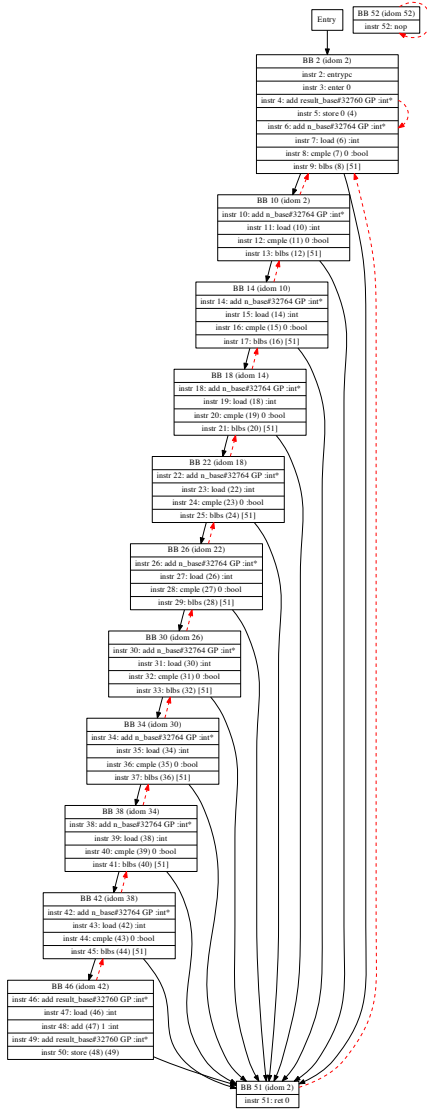 Entry
BB 52 (idom 52)
instr 52: nop
BB 2 (idom 2)
instr 2: entrypc
instr 3: enter 0
instr 4: add result_base#32760 GP :int*
instr 5: store 0 (4)
instr 6: add n_base#32764 GP :int*
instr 7: load (6) :int
instr 8: cmple (7) 0 :bool
instr 9: blbs (8) [51]
BB 10 (idom 2)
instr 10: add n_base#32764 GP :int*
instr 11: load (10) :int
instr 12: cmple (11) 0 :bool
instr 13: blbs (12) [51]
BB 14 (idom 10)
instr 14: add n_base#32764 GP :int*
instr 15: load (14) :int
instr 16: cmple (15) 0 :bool
instr 17: blbs (16) [51]
BB 18 (idom 14)
instr 18: add n_base#32764 GP :int*
instr 19: load (18) :int
instr 20: cmple (19) 0 :bool
instr 21: blbs (20) [51]
BB 22 (idom 18)
instr 22: add n_base#32764 GP :int*
instr 23: load (22) :int
instr 24: cmple (23) 0 :bool
instr 25: blbs (24) [51]
BB 26 (idom 22)
instr 26: add n_base#32764 GP :int*
instr 27: load (26) :int
instr 28: cmple (27) 0 :bool
instr 29: blbs (28) [51]
BB 30 (idom 26)
instr 30: add n_base#32764 GP :int*
instr 31: load (30) :int
instr 32: cmple (31) 0 :bool
instr 33: blbs (32) [51]
BB 34 (idom 30)
instr 34: add n_base#32764 GP :int*
instr 35: load (34) :int
instr 36: cmple (35) 0 :bool
instr 37: blbs (36) [51]
BB 38 (idom 34)
instr 38: add n_base#32764 GP :int*
instr 39: load (38) :int
instr 40: cmple (39) 0 :bool
instr 41: blbs (40) [51]
BB 42 (idom 38)
instr 42: add n_base#32764 GP :int*
instr 43: load (42) :int
instr 44: cmple (43) 0 :bool
instr 45: blbs (44) [51]
BB 46 (idom 42)
instr 46: add result_base#32760 GP :int*
instr 47: load (46) :int
instr 48: add (47) 1 :int
instr 49: add result_base#32760 GP :int*
instr 50: store (48) (49)
BB 51 (idom 2)
instr 51: ret 0